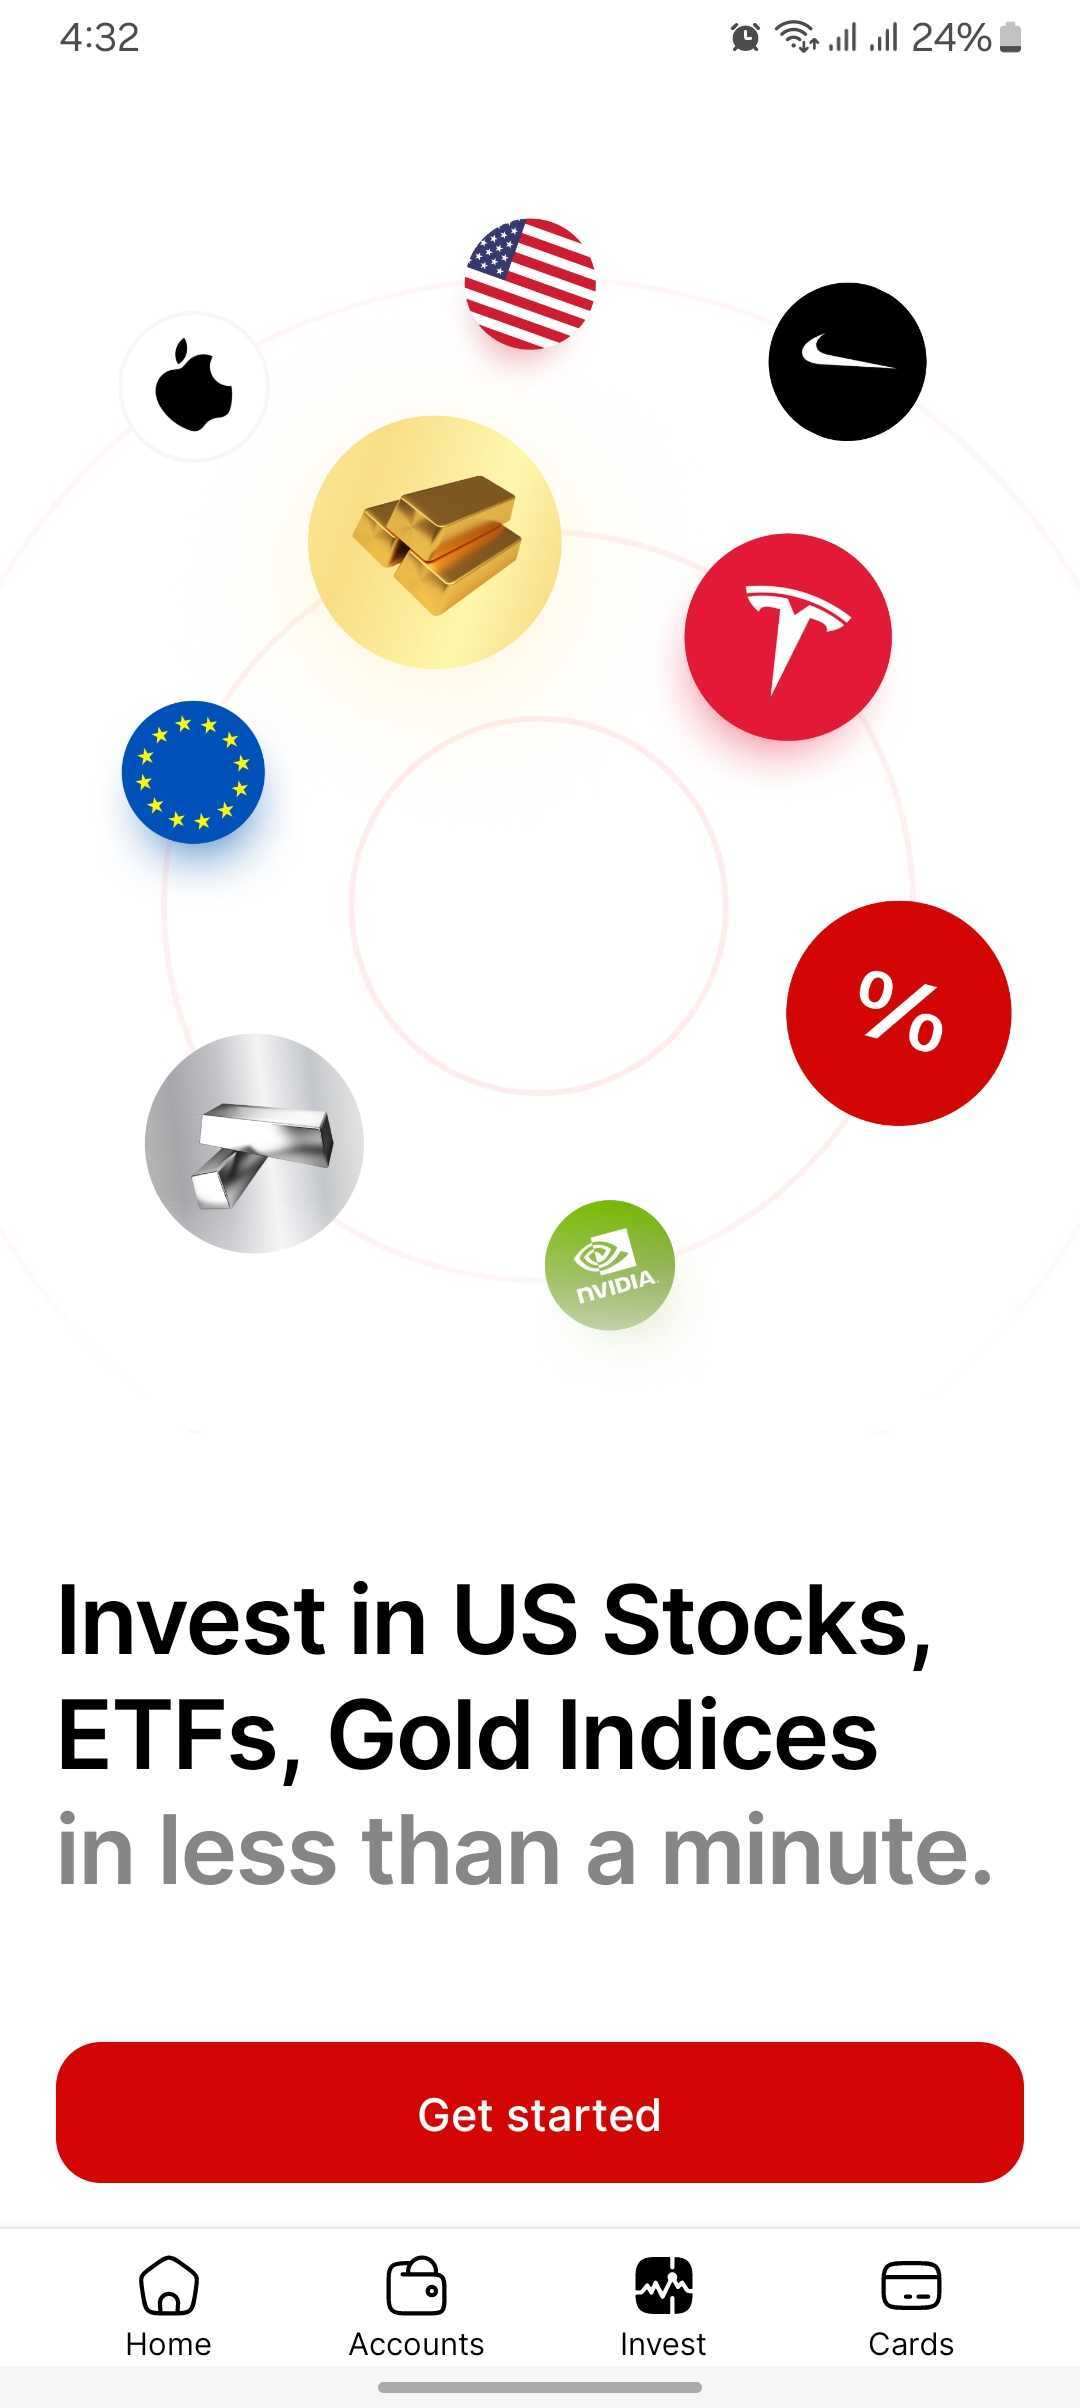 4:32
24%
%
nVIDIA
Invest in US Stocks,
ETFs, Gold Indices
in less than a minute.
Get started
Home
Accounts
Invest
Cards